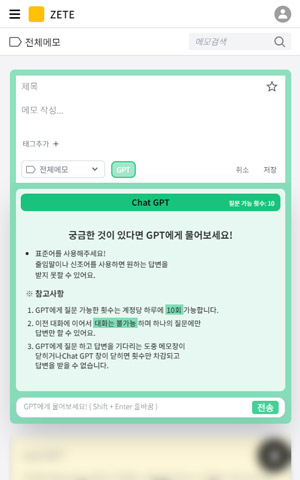 ZETE
전체메모
메모검색
제목
메모 작성...
태그추가 +
전체메모
GPT
취소
저장
Chat GPT
질문 가능 횟수: 10
궁금한 것이 있다면 GPT에게 물어보세요!
• 표준어를 사용해주세요!
줄임말이나 신조어를 사용하면 원하는 답변을
받지 못할 수 있어요.
※ 참고사항
1. GPT에게 질문 가능한 횟수는 계정당 하루에 10회 가능합니다.
2. 이전 대화에 이어서 대화는 불가능 하며 하나의 질문에만
답변만 할 수 있어요.
3. GPT에게 질문 하고 답변을 기다리는 도중 메모장이
닫히거나Chat GPT 창이 닫히면 횟수만 차감되고
답변을 받을 수 없습니다.
GPT에게 물어보세요! ( Shift + Enter 줄바꿈 )
전송